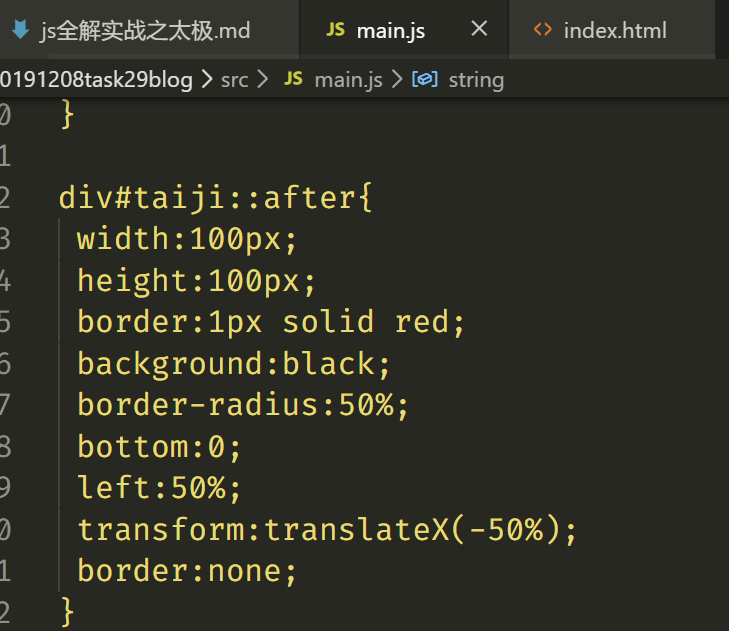 js全解实战之太极.md JS main.js × <> index.html
0191208task29blog > src > JS main.js > string
0 }
1
2 div#taiji::after{
3 width:100px;
4 height:100px;
5 border:1px solid red;
6 background:black;
7 border-radius:50%;
8 bottom:0;
9 left:50%;
0 transform:translateX(-50%);
1 border:none;
2 }